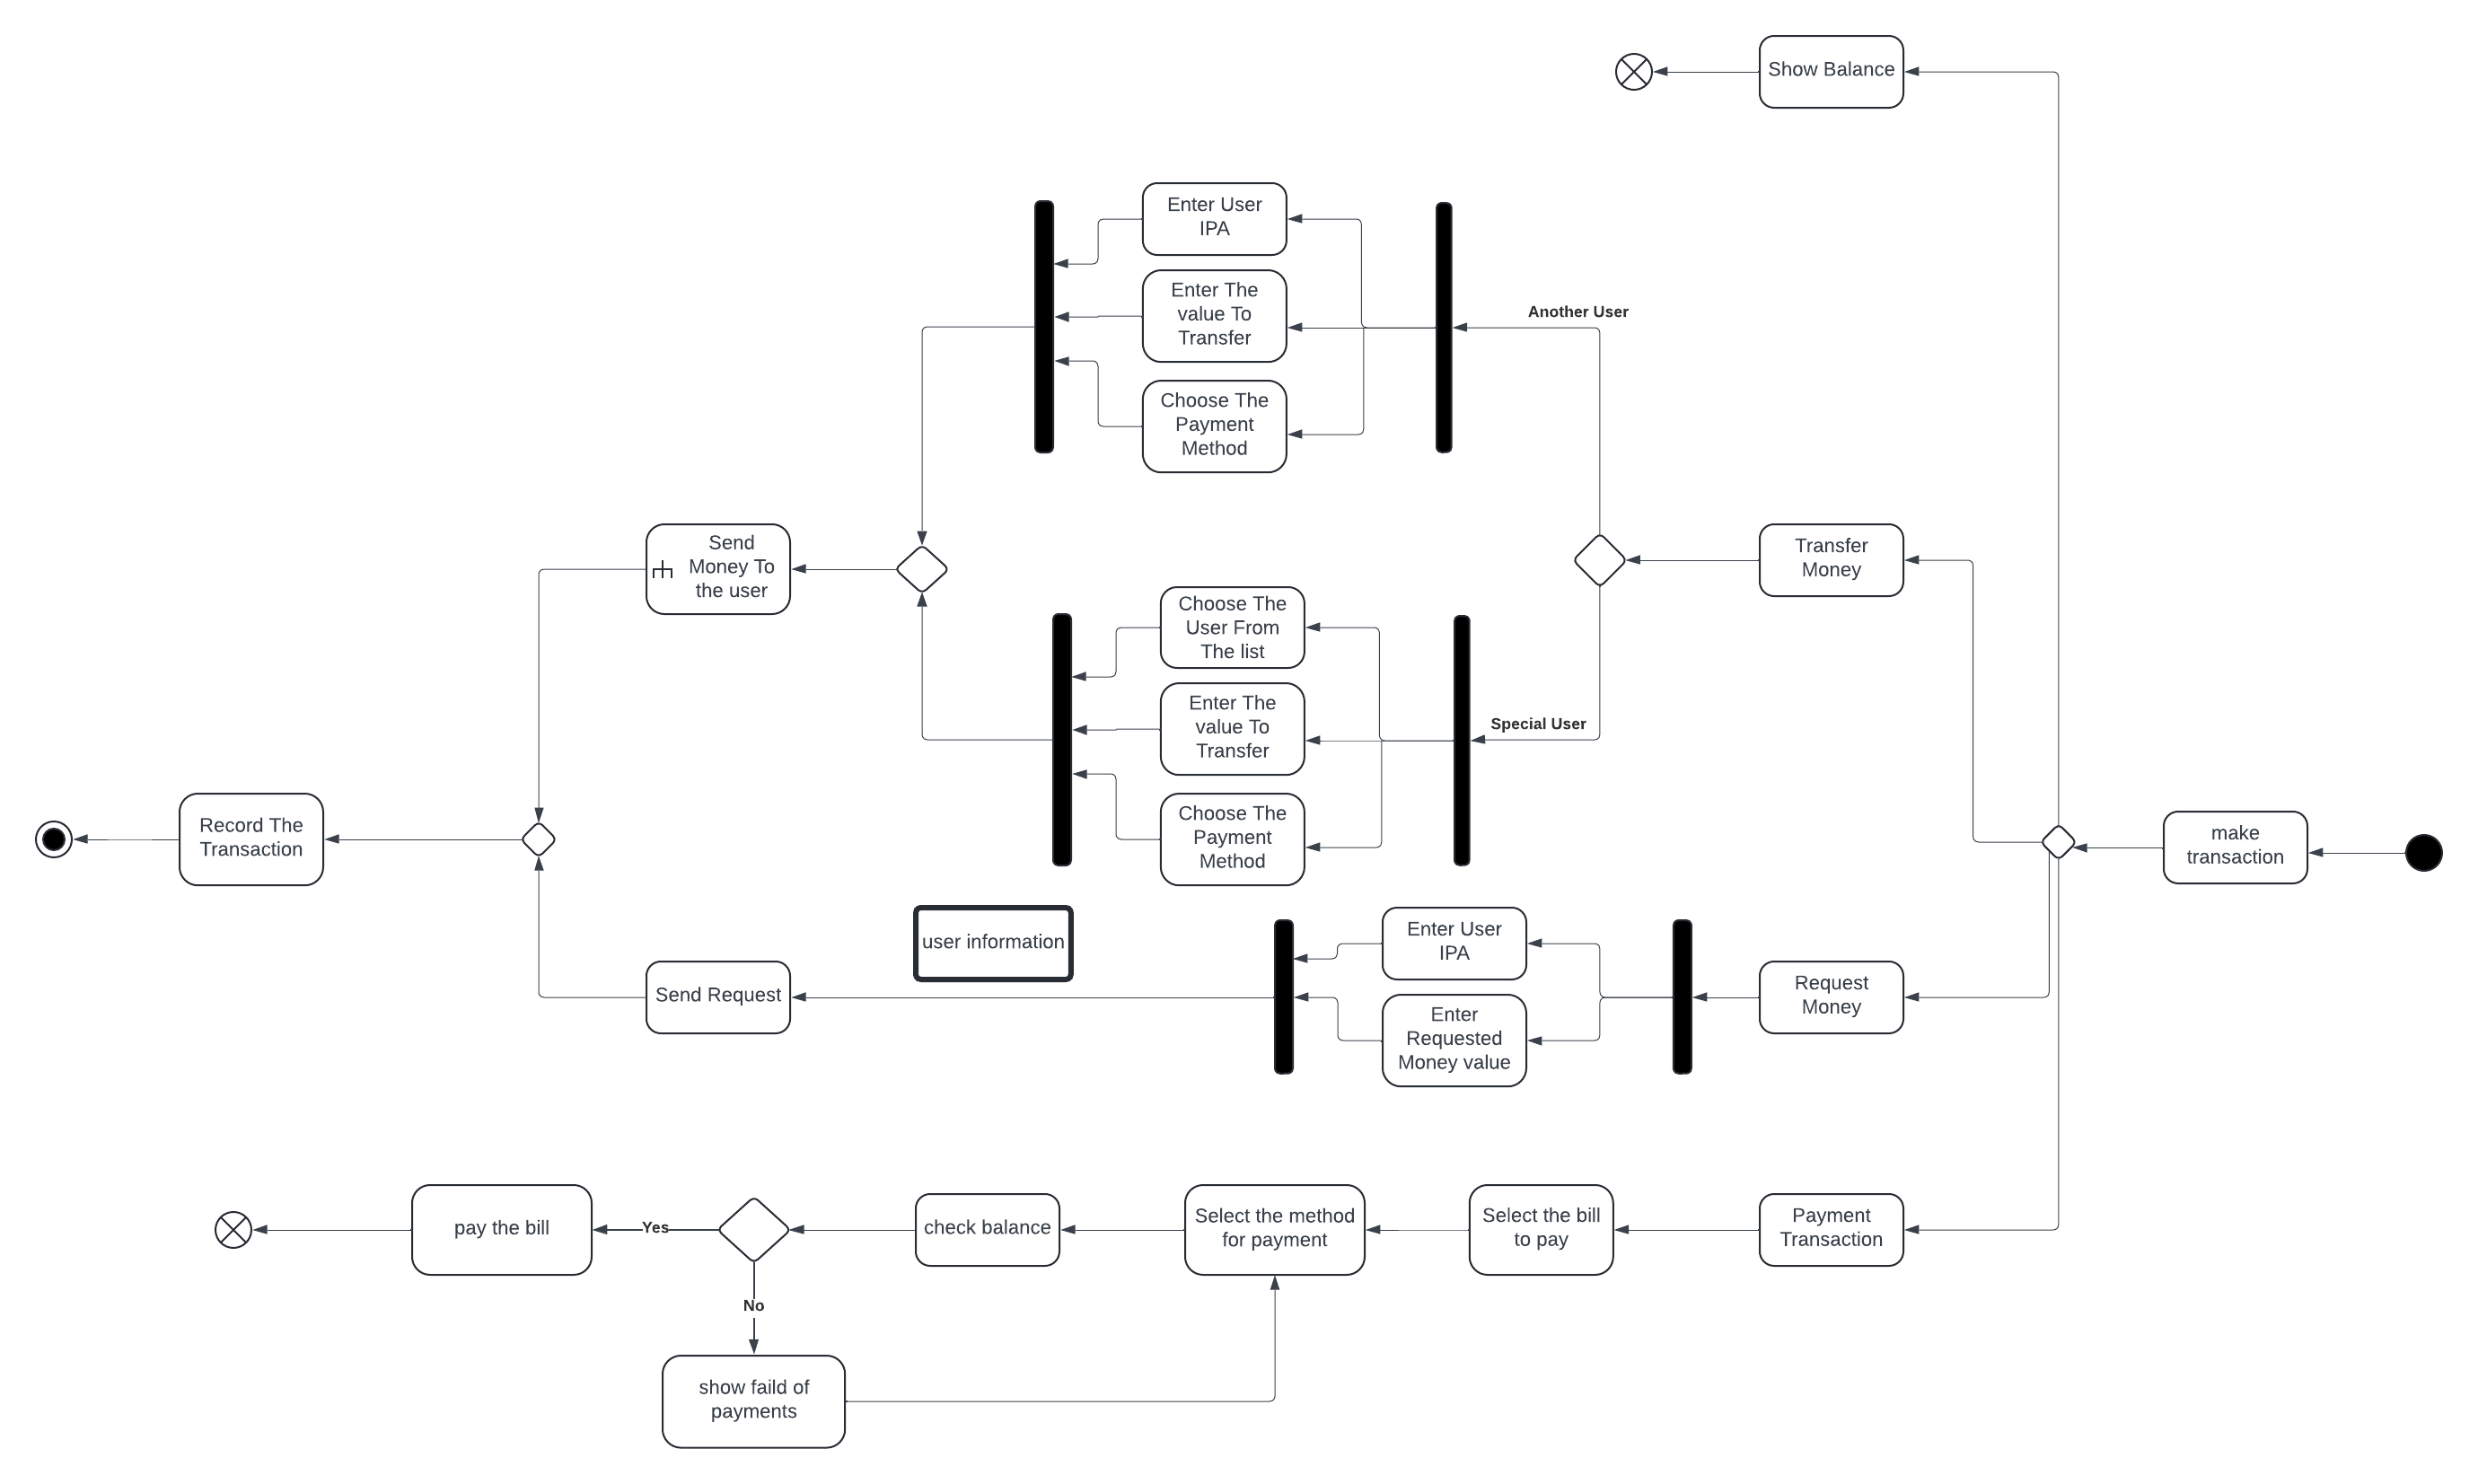 Show Balance
Enter User
IPA
Enter The
value To
Transfer
Another User
Choose The
Payment
Method
Send
Money To
the user
Transfer
Money
Choose The
User From
The list
Enter The
value To
Transfer
Special User
Choose The
Payment
Method
Record The
Transaction
make
transaction
user information
Enter User
IPA
Send Request
Enter
Requested
Money value
Request
Money
pay the bill
Yes
check balance
Select the method
for payment
Select the bill
to pay
Payment
Transaction
No
show faild of
payments